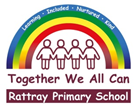 Learning - Included - Nurtured - Kind
Together We All Can
Rattray Primary School